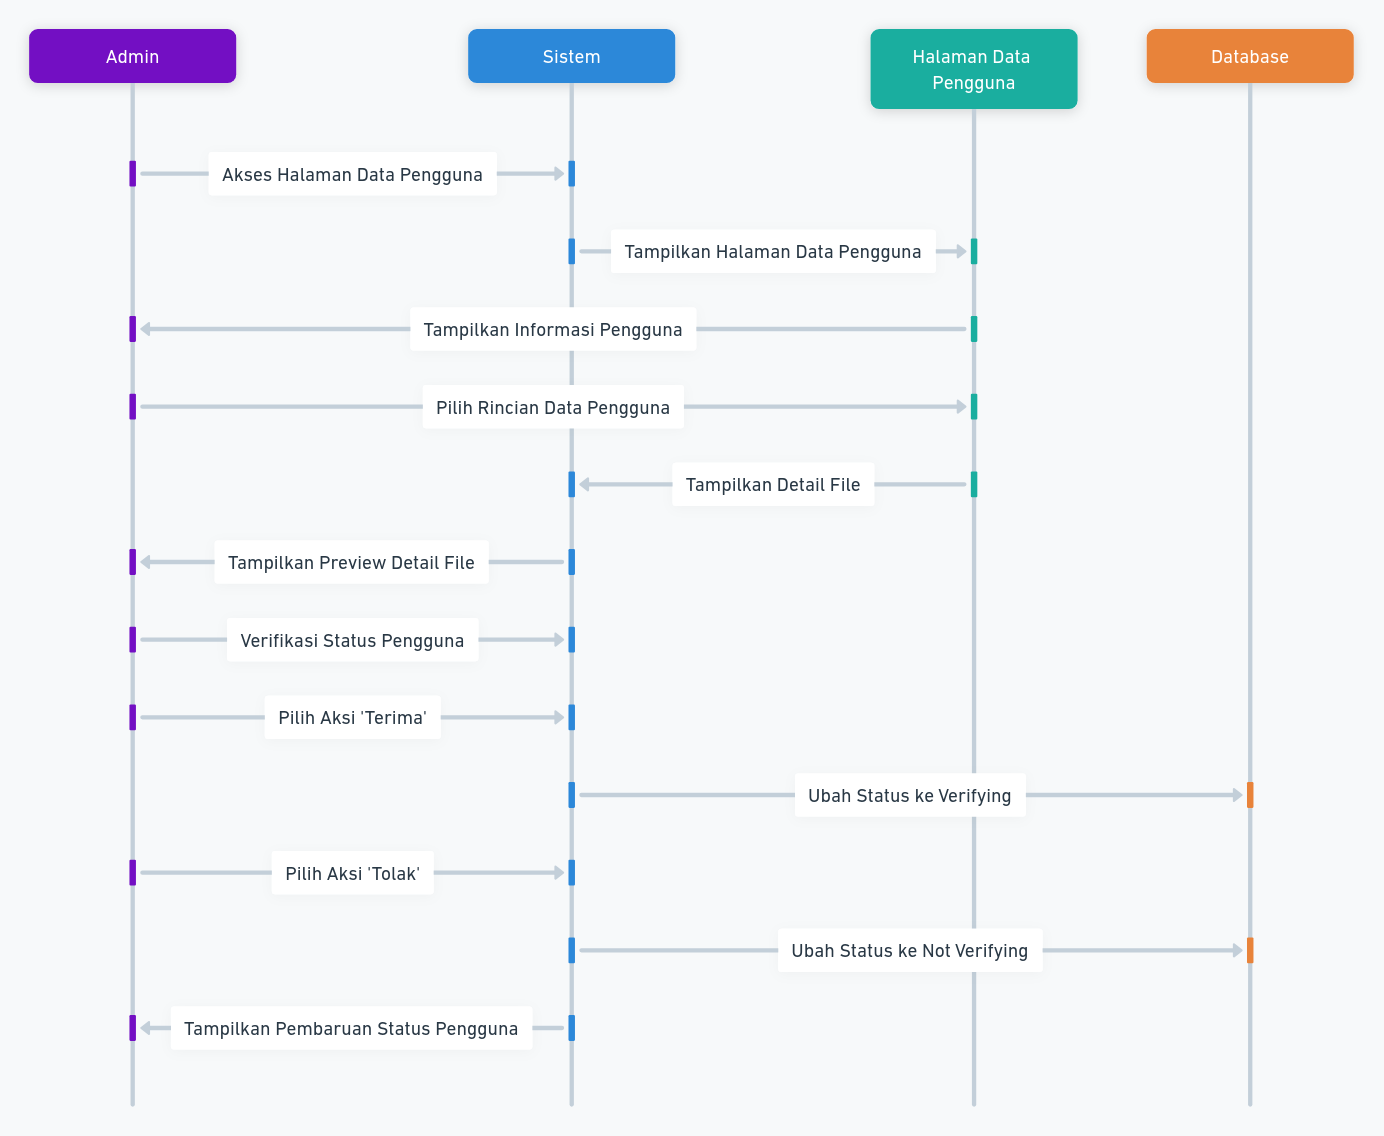 Admin
Sistem
Halaman Data
Pengguna
Database
Akses Halaman Data Pengguna
Tampilkan Halaman Data Pengguna
Tampilkan Informasi Pengguna
Pilih Rincian Data Pengguna
Tampilkan Detail File
Tampilkan Preview Detail File
Verifikasi Status Pengguna
Pilih Aksi 'Terima'
Ubah Status ke Verifying
Pilih Aksi 'Tolak'
Ubah Status ke Not Verifying
Tampilkan Pembaruan Status Pengguna